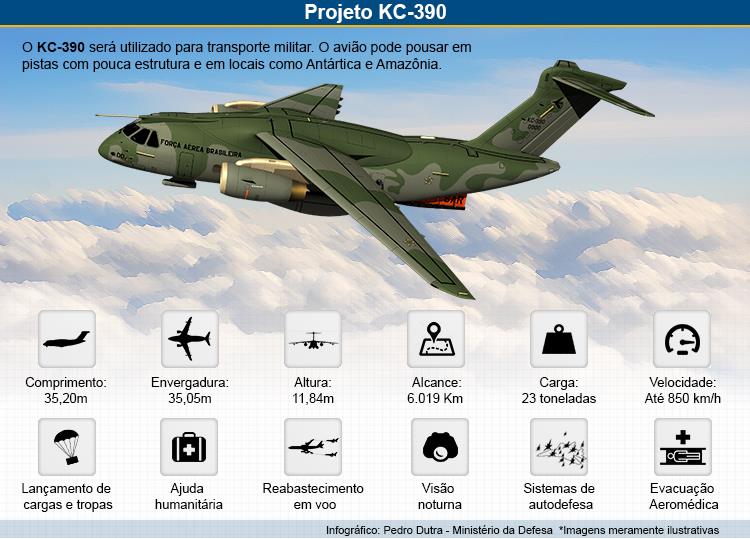 Projeto KC-390
O KC-390 será utilizado para transporte militar. O avião pode pousar em
pistas com pouca estrutura e em locais como Antártica e Amazônia.
KC-390
0000
FORÇA AÉREA BRASILEIRA
Comprimento:
35,20m
Envergadura:
35,05m
Altura:
11,84m
Alcance:
6.019 Km
Carga:
23 toneladas
Velocidade:
Até 850 km/h
Lançamento de
cargas e tropas
Ajuda
humanitária
Reabastecimento
em voo
Visão
noturna
Sistemas de
autodefesa
Evacuação
Aeromédica
Infográfico: Pedro Dutra - Ministério da Defesa *Imagens meramente ilustrativas